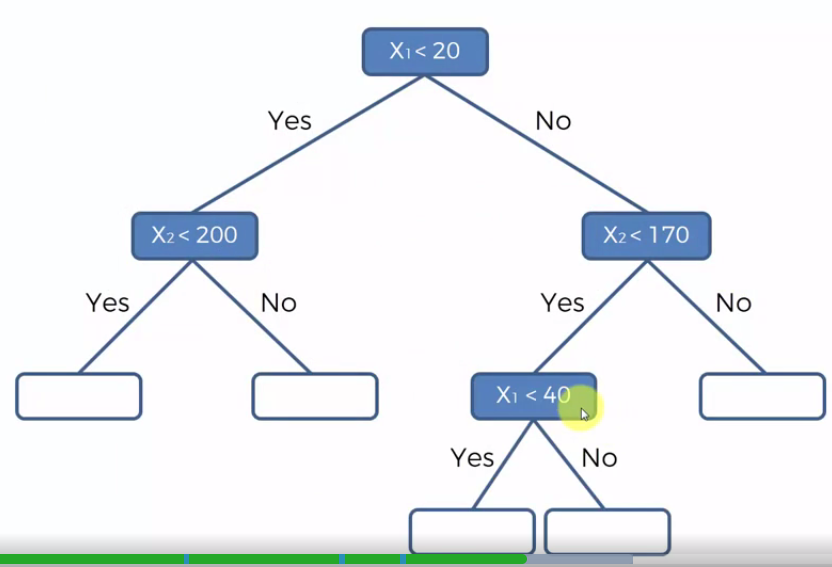 X₁ < 20
Yes
No
X₂ < 200
X₂ < 170
Yes
No
Yes
No
X₁ < 40
Yes
No